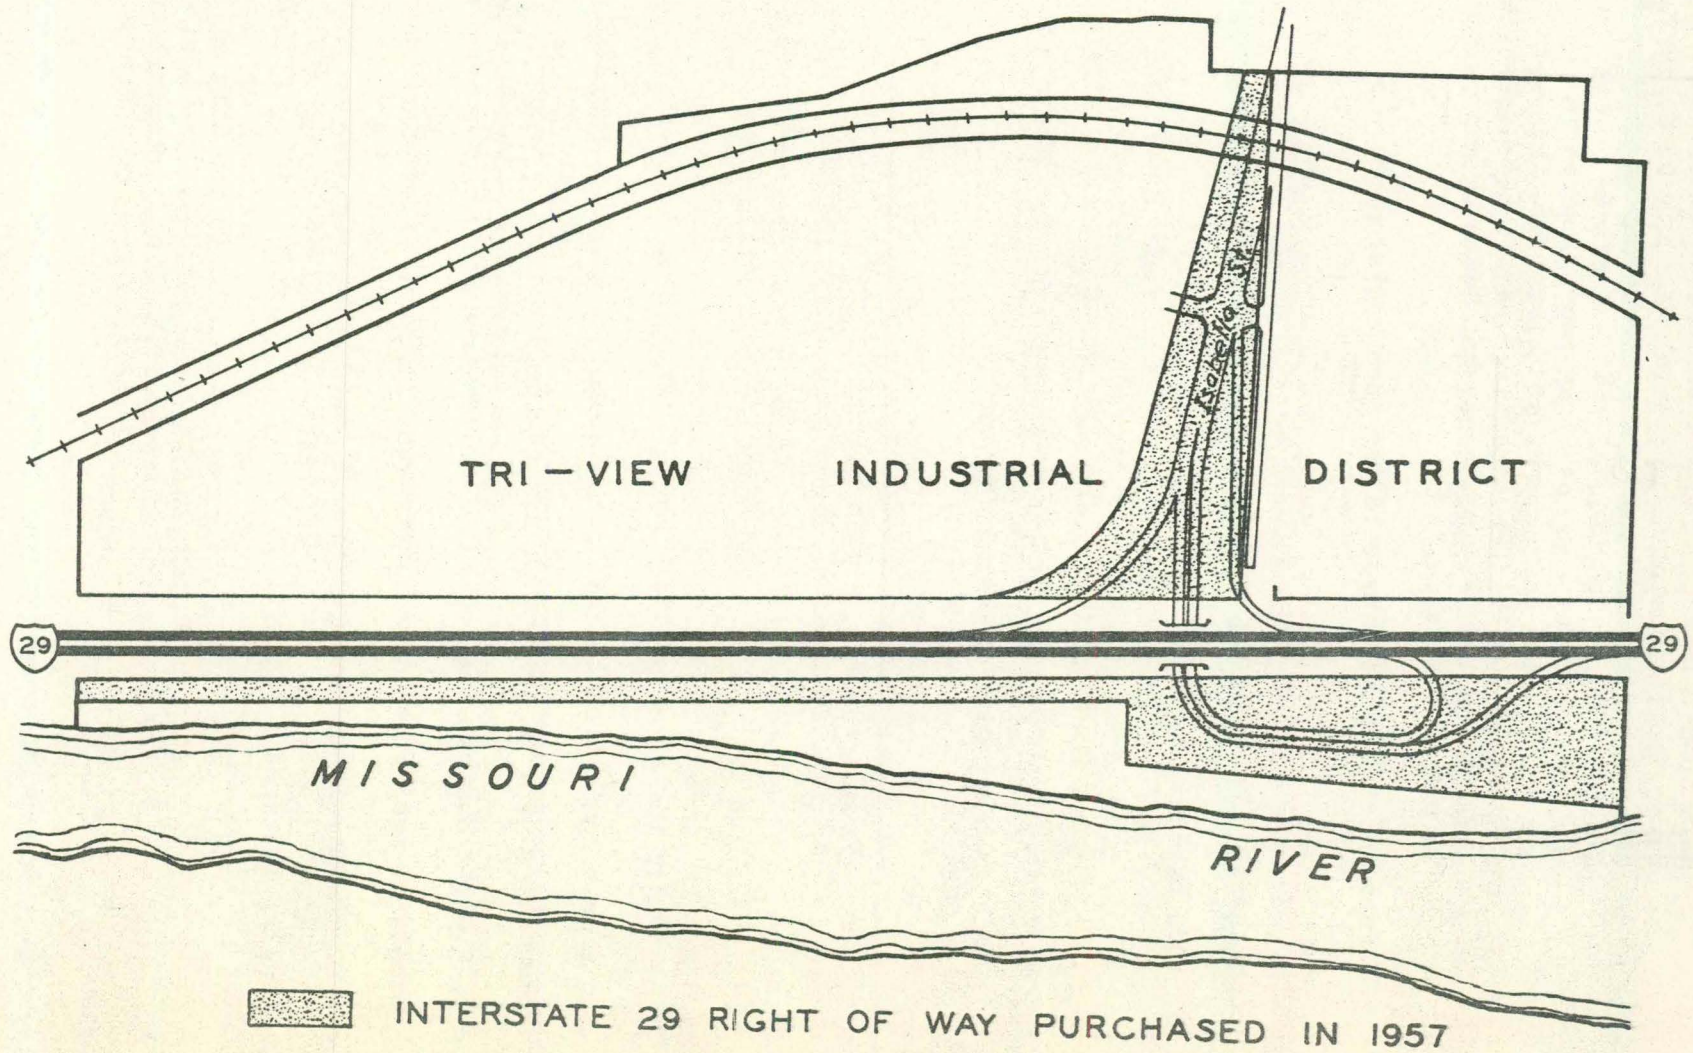 Isabella St.
TRI-VIEW INDUSTRIAL DISTRICT
29
29
MISSOURI
RIVER
INTERSTATE 29 RIGHT OF WAY PURCHASED IN 1957